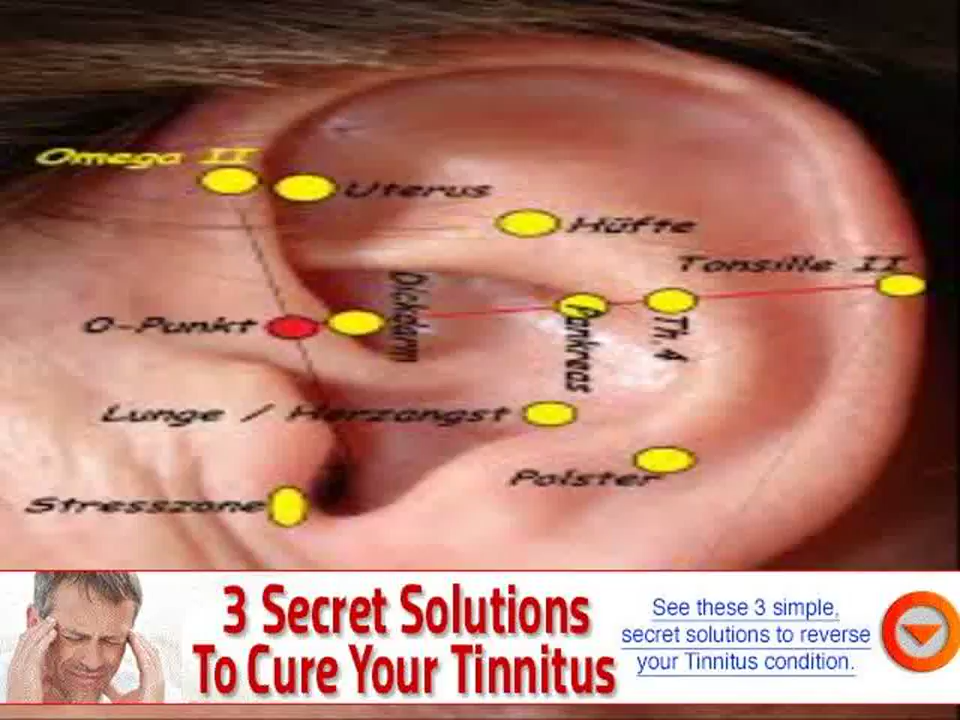 Omega II
Uterus
Hüfte
Tonsille II
O-Punkt
Dickdarm
Pankreas
Th. 4
Lunge / Herzangst
Polster
Stresszone
3 Secret Solutions
To Cure Your Tinnitus
See these 3 simple,
secret solutions to reverse
your Tinnitus condition.